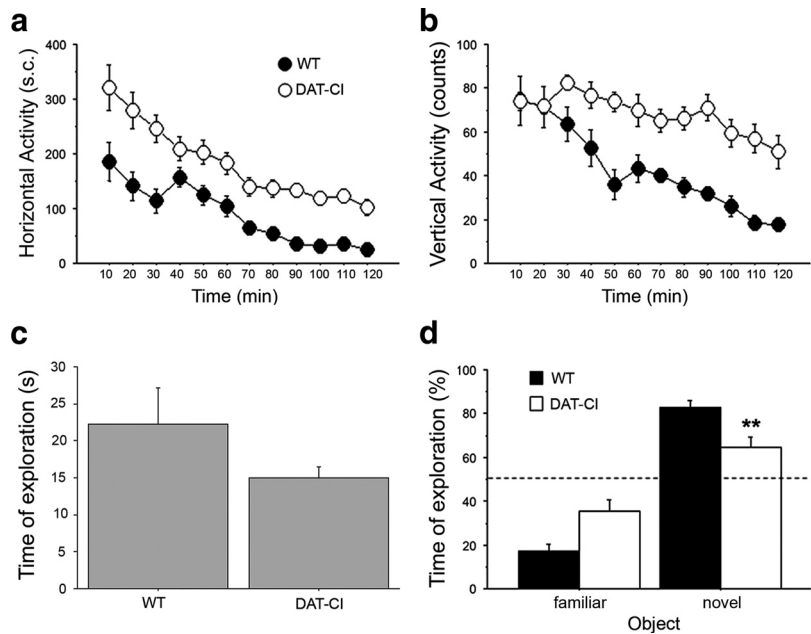 a
Horizontal Activity (s.c.)
400
300
200
100
0
WT
DAT-CI
10 20 30 40 50 60 70 80 90 100 110 120
Time (min)
b
Vertical Activity (counts)
100
80
60
40
20
0
10 20 30 40 50 60 70 80 90 100 110 120
Time (min)
c
Time of exploration (s)
30
25
20
15
10
5
0
WT DAT-CI
d
Time of exploration (%)
100
80
60
40
20
0
WT
DAT-CI
**
familiar novel
Object